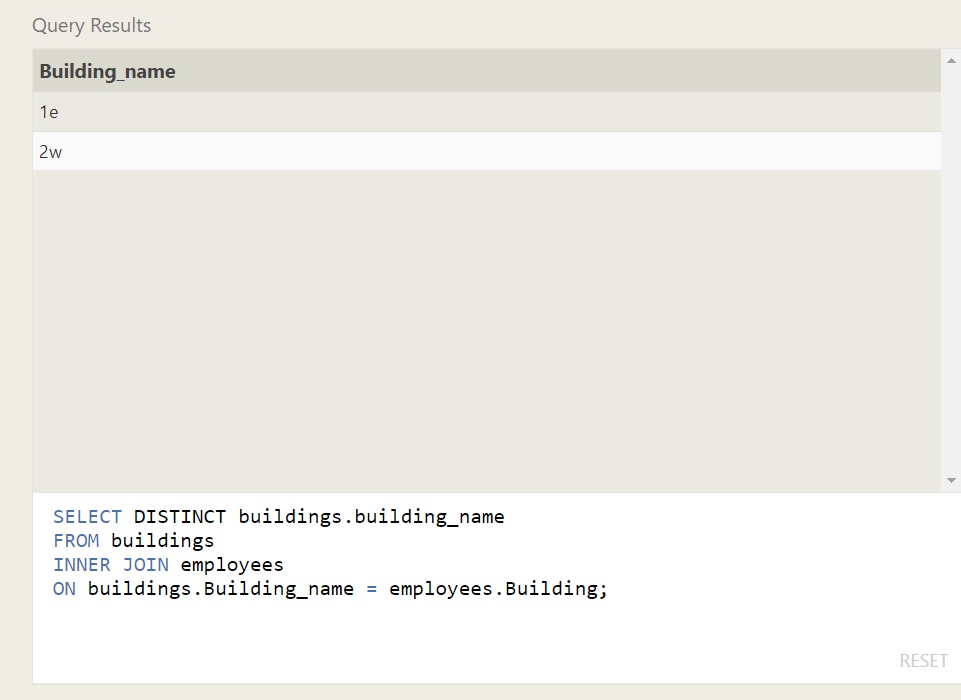 Query Results
Building_name
1e
2w
SELECT DISTINCT buildings.building_name
FROM buildings
INNER JOIN employees
ON buildings.Building_name = employees.Building;
RESET